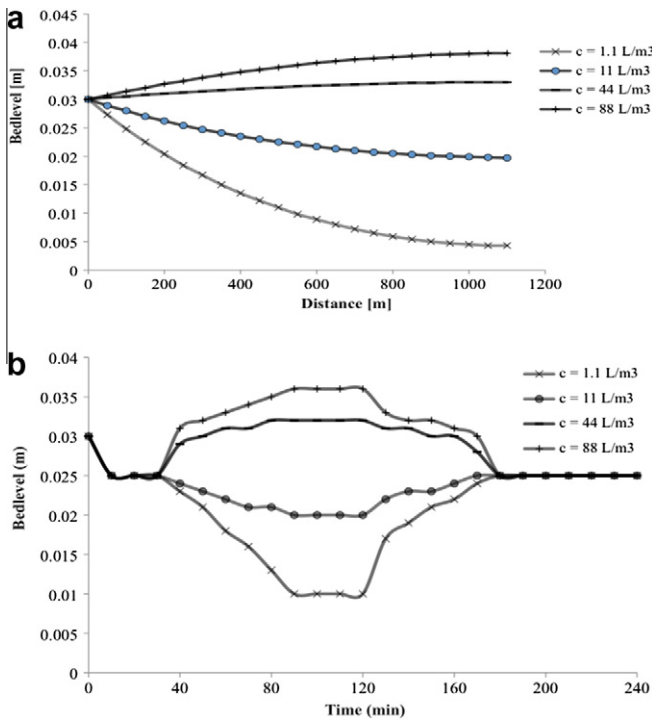 a
0.045
0.04
0.035
0.03
0.025
0.02
0.015
0.01
0.005
0
Bedlevel [m]
0 200 400 600 800 1000 1200
Distance [m]
c = 1.1 L/m3
c = 11 L/m3
c = 44 L/m3
c = 88 L/m3
b
0.04
0.035
0.03
0.025
0.02
0.015
0.01
0.005
0
Bedlevel (m)
0 40 80 120 160 200 240
Time (min)
c = 1.1 L/m3
c = 11 L/m3
c = 44 L/m3
c = 88 L/m3